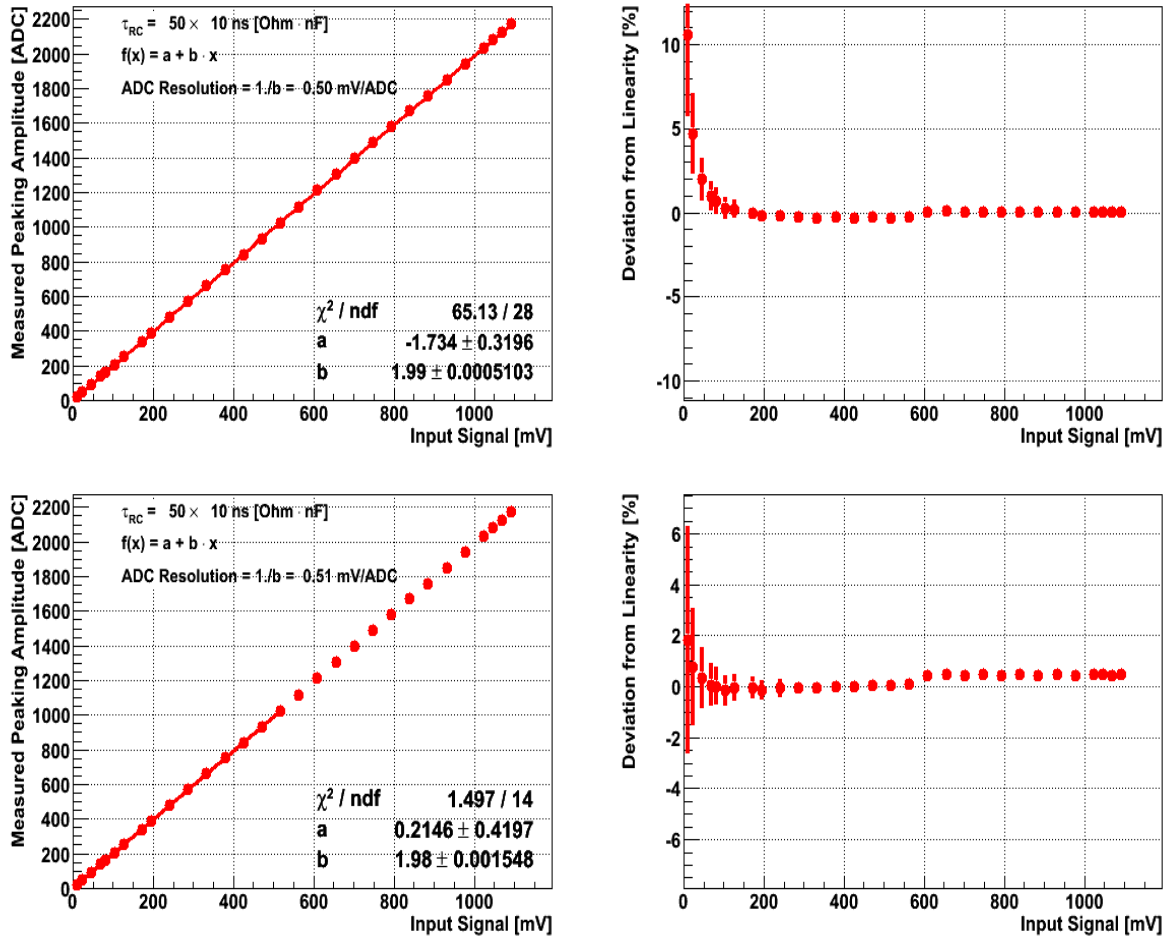 Measured Peaking Amplitude [ADC]
2200
2000
1800
1600
1400
1200
1000
800
600
400
200
0
τRC = 50 × 10 ns [Ohm · nF]
f(x) = a + b · x
ADC Resolution = 1./b = 0.50 mV/ADC
χ2 / ndf 65.13 / 28
a -1.734 ± 0.3196
b 1.99 ± 0.0005103
0 200 400 600 800 1000
Input Signal [mV]
Deviation from Linearity [%]
10
5
0
-5
-10
0 200 400 600 800 1000
Input Signal [mV]
Measured Peaking Amplitude [ADC]
2200
2000
1800
1600
1400
1200
1000
800
600
400
200
0
τRC = 50 × 10 ns [Ohm · nF]
f(x) = a + b · x
ADC Resolution = 1./b = 0.51 mV/ADC
χ2 / ndf 1.497 / 14
a 0.2146 ± 0.4197
b 1.98 ± 0.001548
0 200 400 600 800 1000
Input Signal [mV]
Deviation from Linearity [%]
6
4
2
0
-2
-4
-6
0 200 400 600 800 1000
Input Signal [mV]